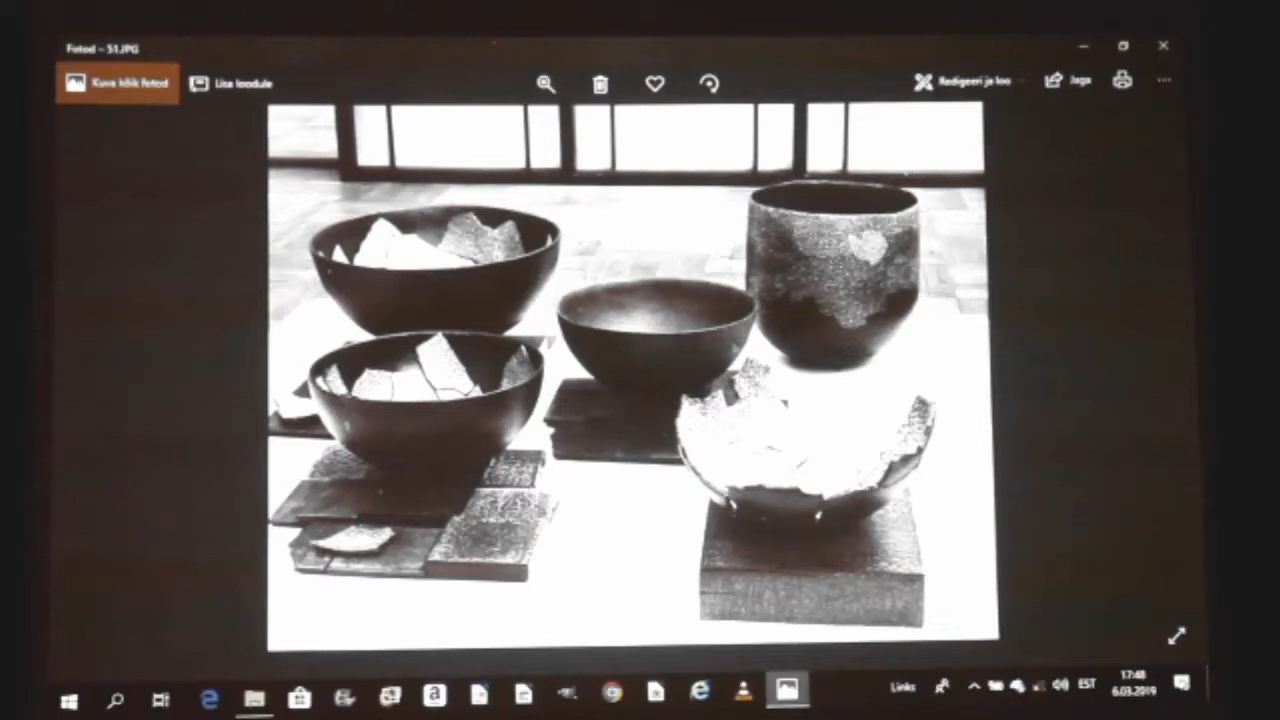 Fotod – 51.JPG
Kuva kõik fotod
Lisa loodule
Redigeeri ja loo
Jaga
Links
EST
17:48
6.03.2019